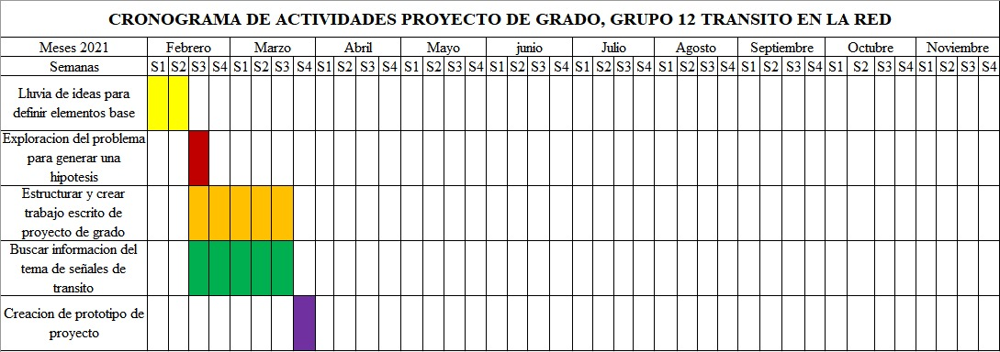 CRONOGRAMA DE ACTIVIDADES PROYECTO DE GRADO, GRUPO 12 TRANSITO EN LA RED
Meses 2021 Febrero Marzo Abril Mayo junio Julio Agosto Septiembre Octubre Noviembre
Semanas S1 S2 S3 S4 S1 S2 S3 S4 S1 S2 S3 S4 S1 S2 S3 S4 S1 S2 S3 S4 S1 S2 S3 S4 S1 S2 S3 S4 S1 S2 S3 S4 S1 S2 S3 S4 S1 S2 S3 S4
Lluvia de ideas para
definir elementos base
Exploracion del problema
para generar una
hipotesis
Estructurar y crear
trabajo escrito de
proyecto de grado
Buscar informacion del
tema de señales de
transito
Creacion de prototipo de
proyecto